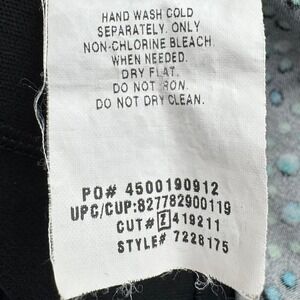 HAND WASH COLD
SEPARATELY. ONLY
NON-CHLORINE BLEACH.
WHEN NEEDED.
DRY FLAT.
DO NOT IRON.
DO NOT DRY CLEAN.
PO# 4500190912
UPC/CUP:827782900119
CUT# Z 419211
STYLE# 7228175